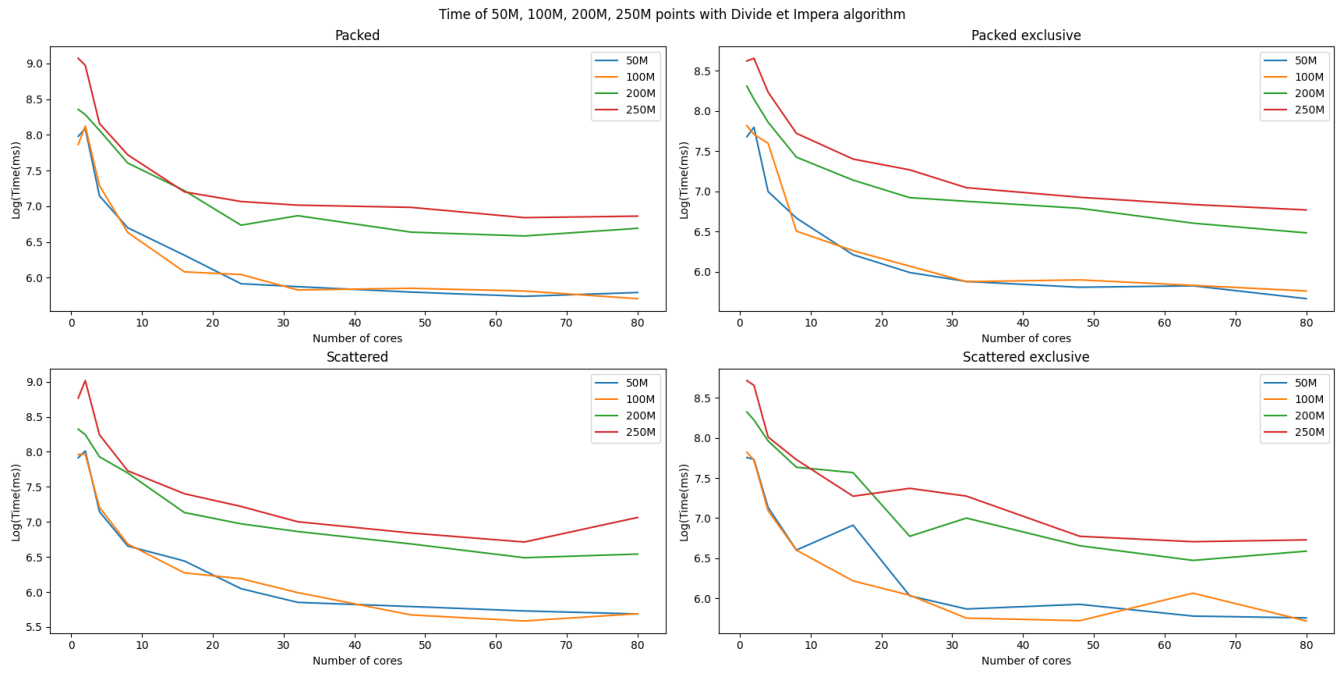 Time of 50M, 100M, 200M, 250M points with Divide et Impera algorithm
Packed
Log(Time(ms))
9.0
8.5
8.0
7.5
7.0
6.5
6.0
0 10 20 30 40 50 60 70 80
Number of cores
50M
100M
200M
250M
Packed exclusive
Log(Time(ms))
8.5
8.0
7.5
7.0
6.5
6.0
0 10 20 30 40 50 60 70 80
Number of cores
50M
100M
200M
250M
Scattered
Log(Time(ms))
9.0
8.5
8.0
7.5
7.0
6.5
6.0
5.5
0 10 20 30 40 50 60 70 80
Number of cores
50M
100M
200M
250M
Scattered exclusive
Log(Time(ms))
8.5
8.0
7.5
7.0
6.5
6.0
0 10 20 30 40 50 60 70 80
Number of cores
50M
100M
200M
250M